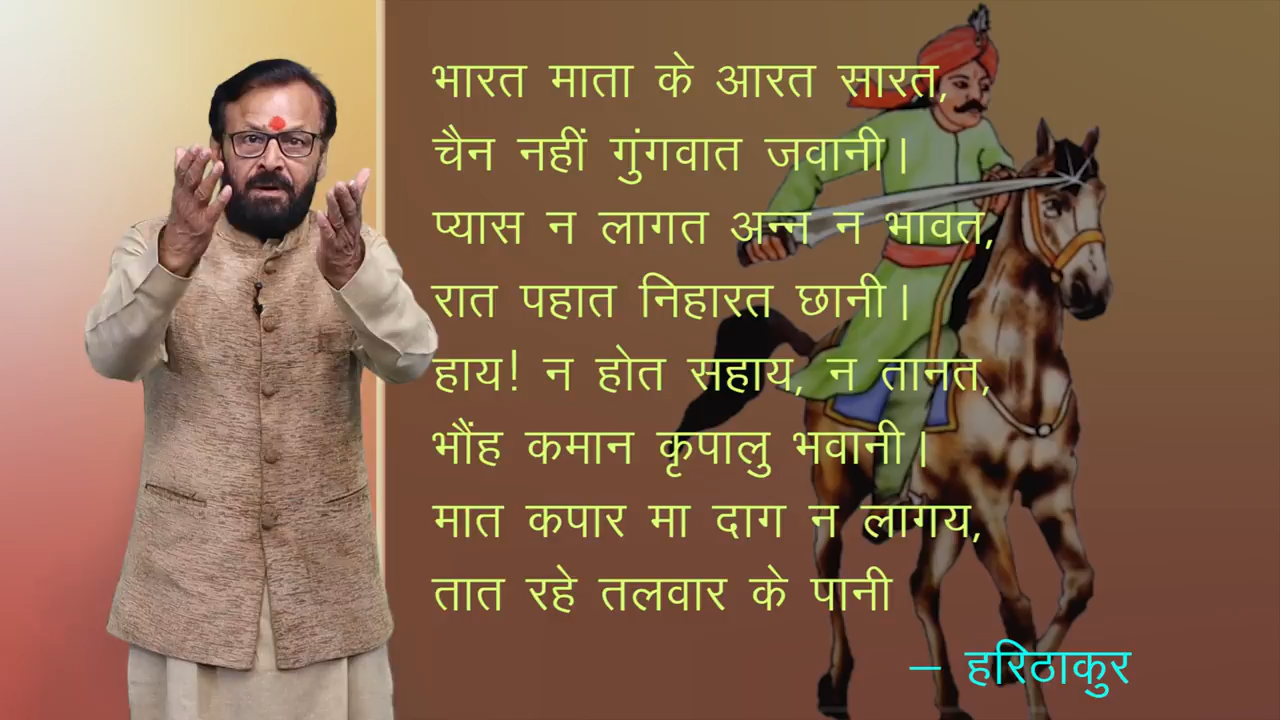 भारत माता के आरत सारत,
चैन नहीं गुंगवात जवानी।
प्यास न लागत अन्न न भावत,
रात पहात निहारत छानी।
हाय! न होत सहाय, न तानत,
भौंह कमान कृपालु भवानी।
मात कपार मा दाग न लागय,
तात रहे तलवार के पानी
– हरिठाकुर